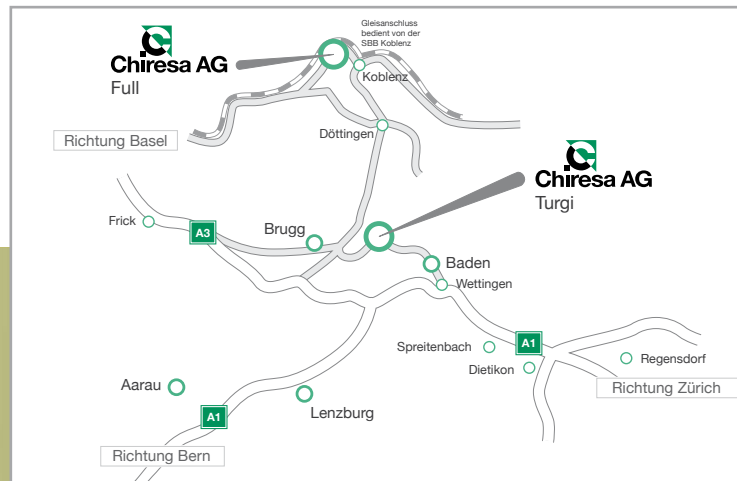 Gleisanschluss
bedient von der
SBB Koblenz
Chiresa AG
Full
Koblenz
Döttingen
Richtung Basel
Chiresa AG
Turgi
Frick
A3
Brugg
Baden
Wettingen
Spreitenbach
A1
Dietikon
Regensdorf
Richtung Zürich
Aarau
Lenzburg
A1
Richtung Bern